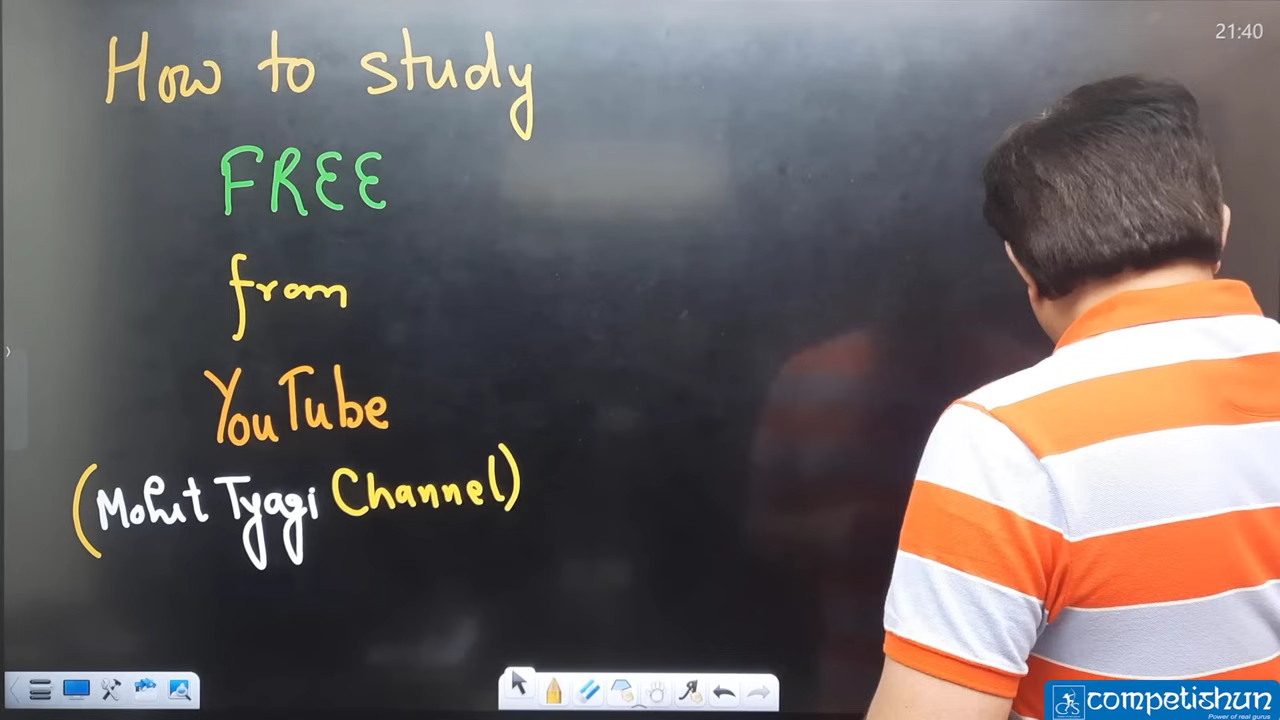 21:40
How to study
FREE
from
YouTube
(Mohit Tyagi Channel)
competishun
Power of real gurus